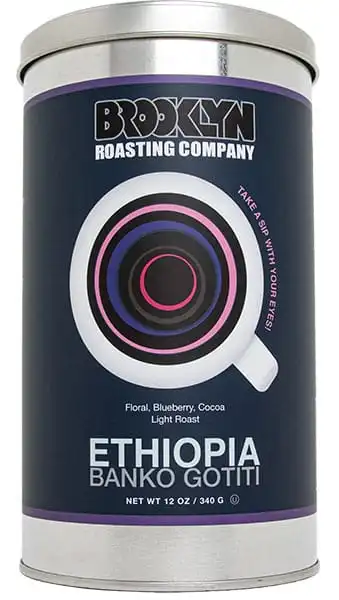 BROOKLYN
ROASTING COMPANY
TAKE A SIP WITH YOUR EYES!
Floral, Blueberry, Cocoa
Light Roast
ETHIOPIA
BANKO GOTITI
NET WT 12 OZ / 340 G Ⓤ